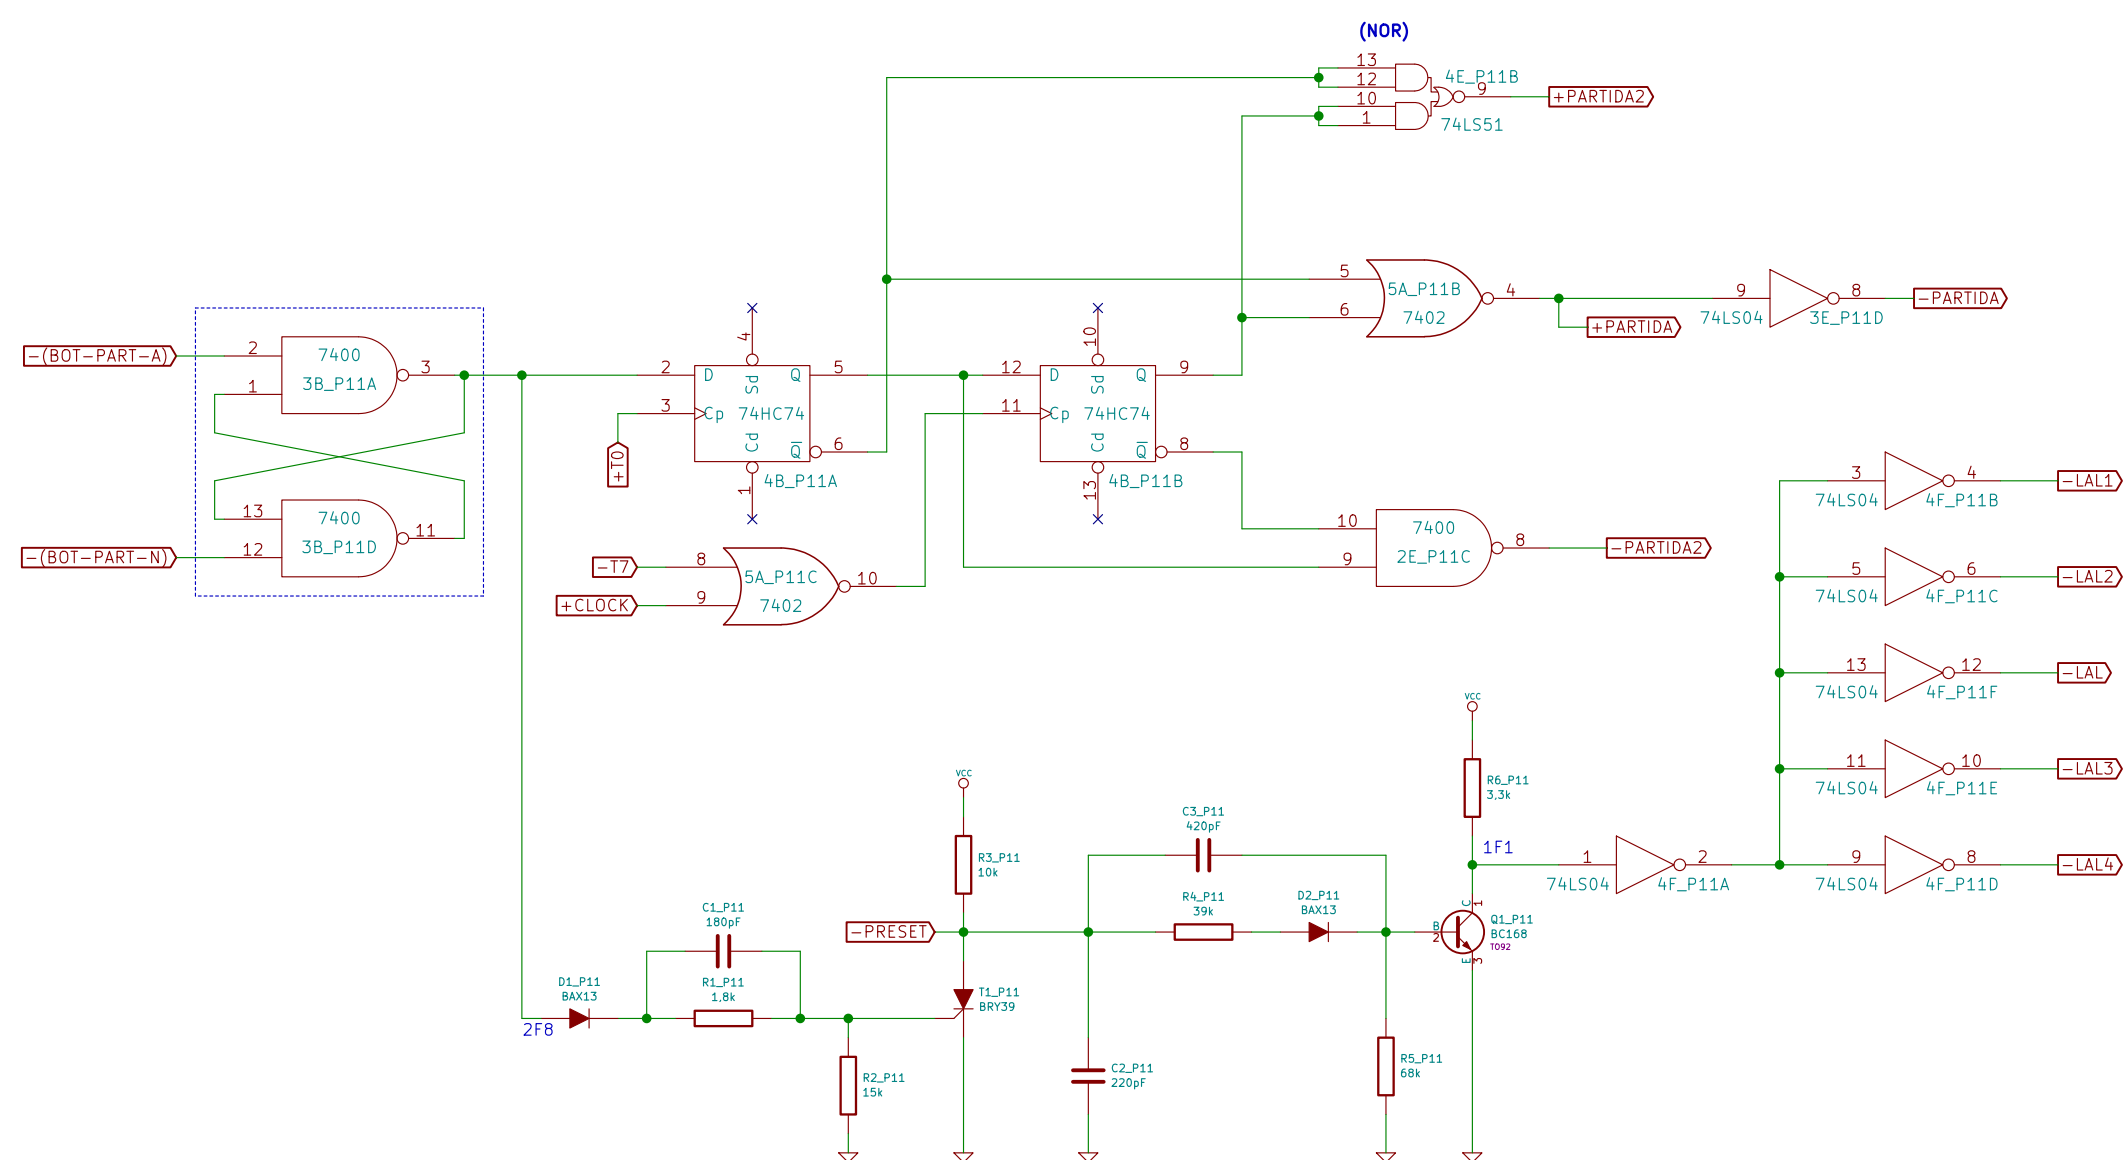 (NOR)
13
12
10
1
4E_P11B
9
74LS51
+PARTIDA2
5
6
5A_P11B
7402
4
+PARTIDA
9
8
74LS04
3E_P11D
-PARTIDA
-(BOT-PART-A)
2
1
7400
3B_P11A
3
-(BOT-PART-N)
13
12
7400
3B_P11D
11
4
2
D
Sd
Q
5
3
Cp
74HC74
Cd
Q
6
1
4B_P11A
+T0
10
12
D
Sd
Q
9
11
Cp
74HC74
Cd
Q
8
13
4B_P11B
-T7
+CLOCK
8
9
5A_P11C
7402
10
10
9
7400
2E_P11C
8
-PARTIDA2
3
4
74LS04
4F_P11B
-LAL1
5
6
74LS04
4F_P11C
-LAL2
13
12
74LS04
4F_P11F
-LAL
11
10
74LS04
4F_P11E
-LAL3
9
8
74LS04
4F_P11D
-LAL4
VCC
R6_P11
3,3k
1F1
1
2
74LS04
4F_P11A
VCC
R3_P11
10k
-PRESET
C3_P11
420pF
R4_P11
39k
D2_P11
BAX13
C
1
B
2
E
3
Q1_P11
BC168
TO92
C1_P11
180pF
D1_P11
BAX13
R1_P11
1,8k
2F8
T1_P11
BRY39
R2_P11
15k
C2_P11
220pF
R5_P11
68k